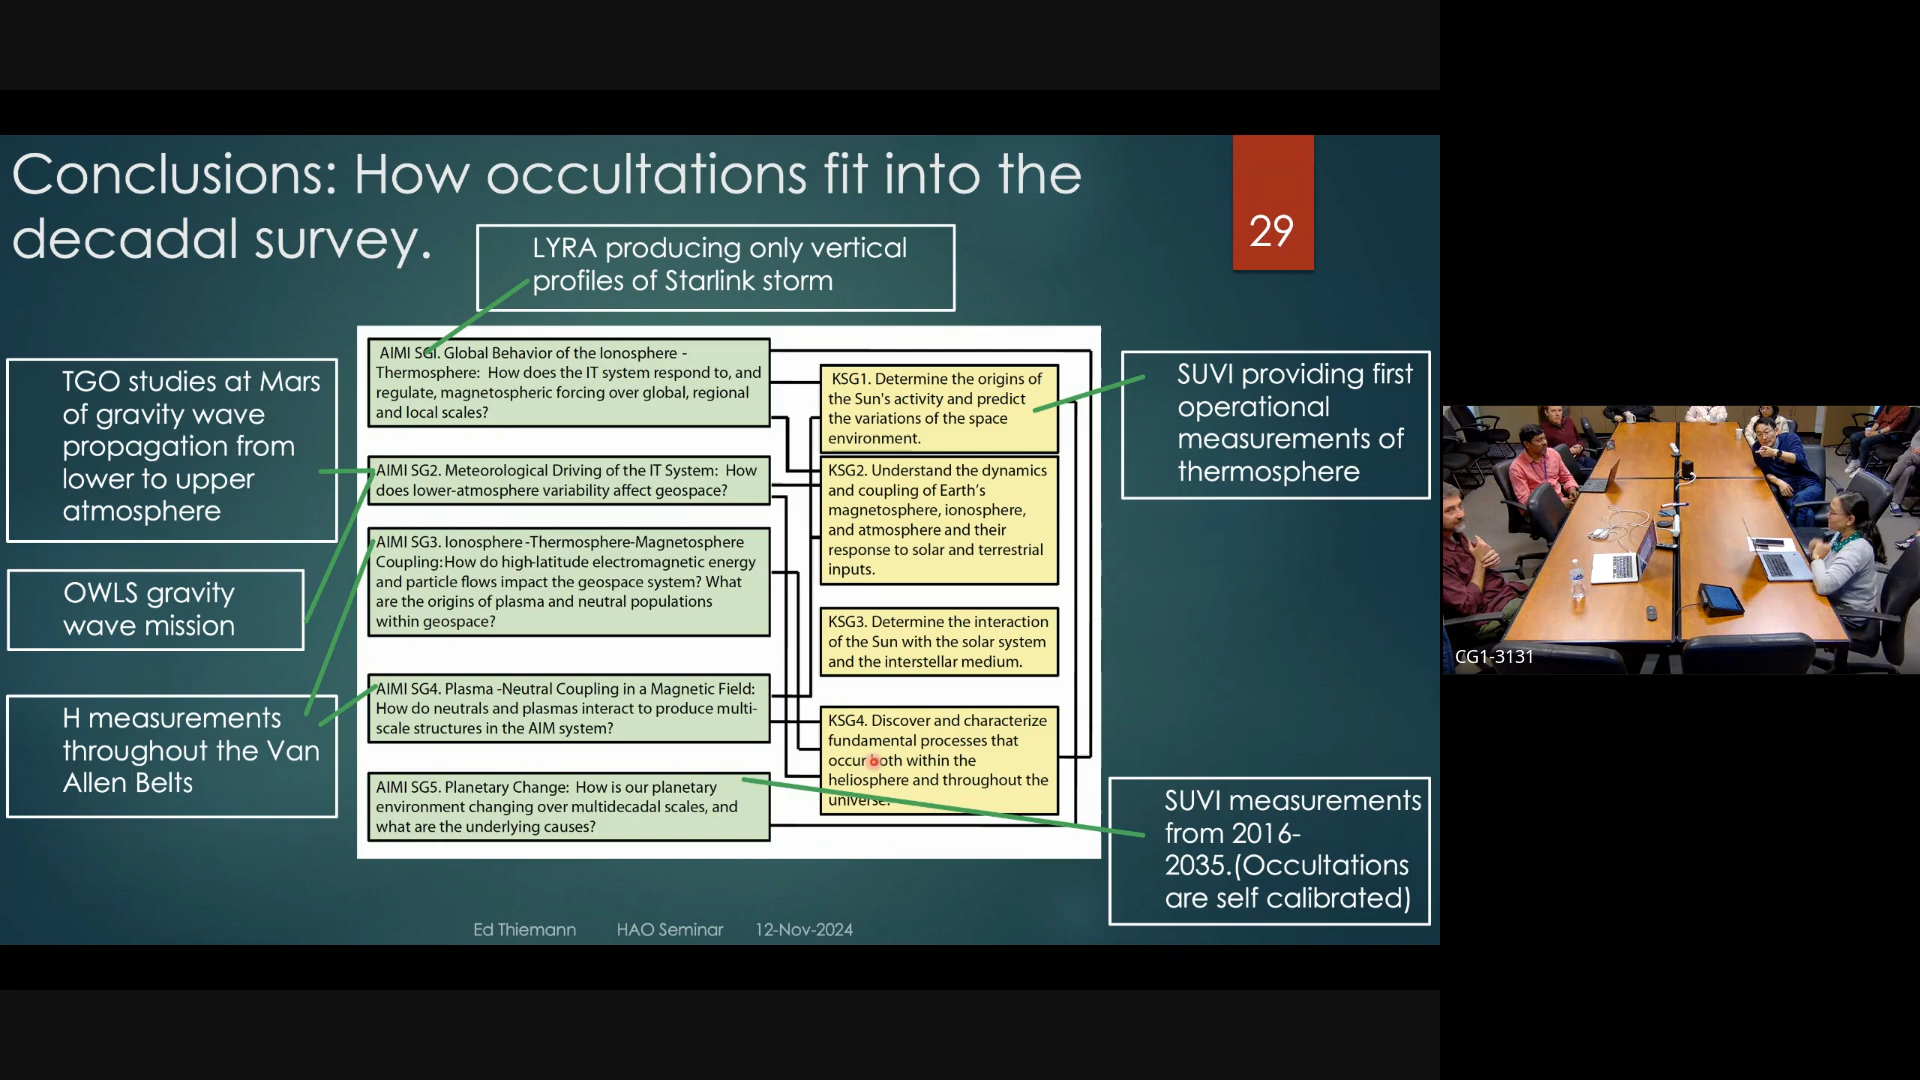 Conclusions: How occultations fit into the
decadal survey.
29
LYRA producing only vertical
profiles of Starlink storm
TGO studies at Mars
of gravity wave
propagation from
lower to upper
atmosphere
OWLS gravity
wave mission
H measurements
throughout the Van
Allen Belts
AIMI SG1. Global Behavior of the Ionosphere -
Thermosphere: How does the IT system respond to, and
regulate, magnetospheric forcing over global, regional
and local scales?
AIMI SG2. Meteorological Driving of the IT System: How
does lower-atmosphere variability affect geospace?
AIMI SG3. Ionosphere-Thermosphere-Magnetosphere
Coupling: How do high-latitude electromagnetic energy
and particle flows impact the geospace system? What
are the origins of plasma and neutral populations
within geospace?
AIMI SG4. Plasma -Neutral Coupling in a Magnetic Field:
How do neutrals and plasmas interact to produce multi-
scale structures in the AIM system?
AIMI SG5. Planetary Change: How is our planetary
environment changing over multidecadal scales, and
what are the underlying causes?
KSG1. Determine the origins of
the Sun's activity and predict
the variations of the space
environment.
KSG2. Understand the dynamics
and coupling of Earth's
magnetosphere, ionosphere,
and atmosphere and their
response to solar and terrestrial
inputs.
KSG3. Determine the interaction
of the Sun with the solar system
and the interstellar medium.
KSG4. Discover and characterize
fundamental processes that
occur both within the
heliosphere and throughout the
universe.
SUVI providing first
operational
measurements of
thermosphere
SUVI measurements
from 2016-
2035.(Occultations
are self calibrated)
Ed Thiemann HAO Seminar 12-Nov-2024
CG1-3131